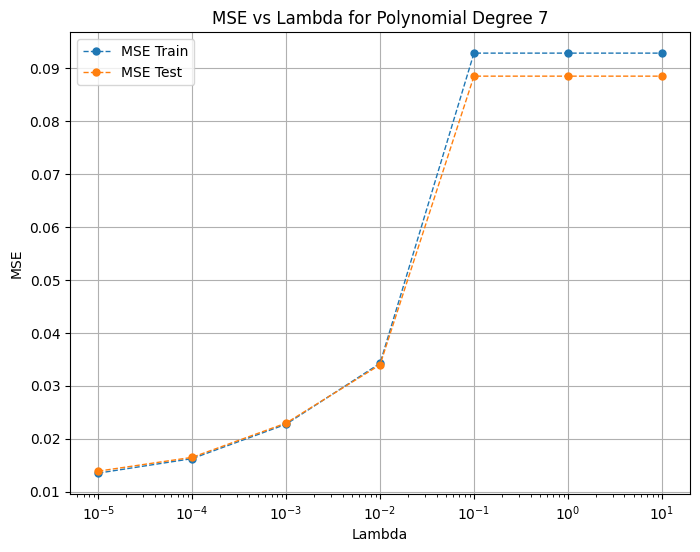 MSE vs Lambda for Polynomial Degree 7
MSE Train
MSE Test
0.09
0.08
0.07
0.06
0.05
0.04
0.03
0.02
0.01
MSE
10⁻⁵ 10⁻⁴ 10⁻³ 10⁻² 10⁻¹ 10⁰ 10¹
Lambda